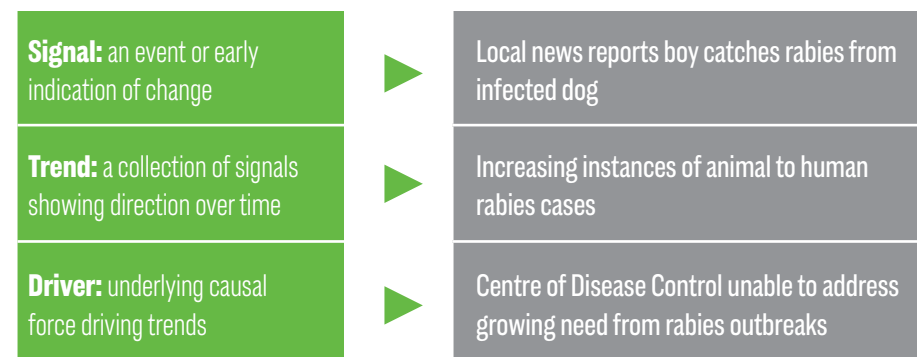 Signal: an event or early
indication of change
Local news reports boy catches rabies from
infected dog
Trend: a collection of signals
showing direction over time
Increasing instances of animal to human
rabies cases
Driver: underlying causal
force driving trends
Centre of Disease Control unable to address
growing need from rabies outbreaks